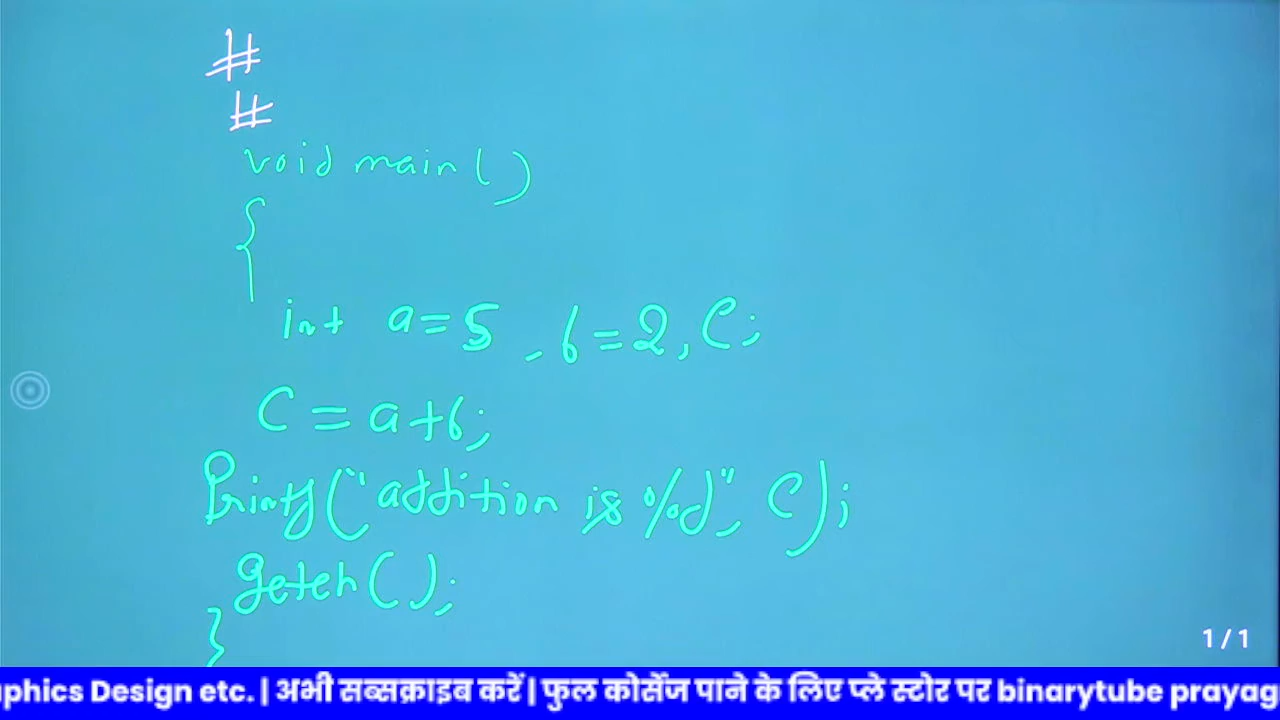 #
#
void main()
{
int a=5, b=2, C;
C = a+b;
Printf("addition is %d", C);
getch();
}
1/1
phics Design etc. | अभी सब्सक्राइब करें | फुल कोर्सेज पाने के लिए प्ले स्टोर पर binarytube prayag